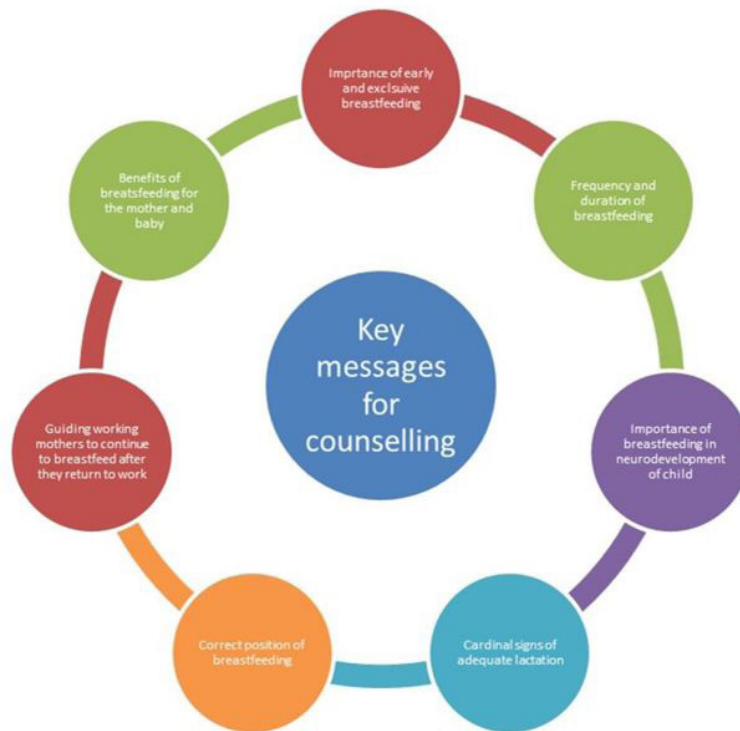 Imprtance of early
and exclsuive
breastfeeding
Frequency and
duration of
breastfeeding
Importance of
breastfeeding in
neurodevelopment
of child
Cardinal signs of
adequate lactation
Correct position of
breastfeeding
Guiding working
mothers to continue
to breastfeed after
they return to work
Benefits of
breatsfeeding for
the mother and
baby
Key
messages
for
counselling